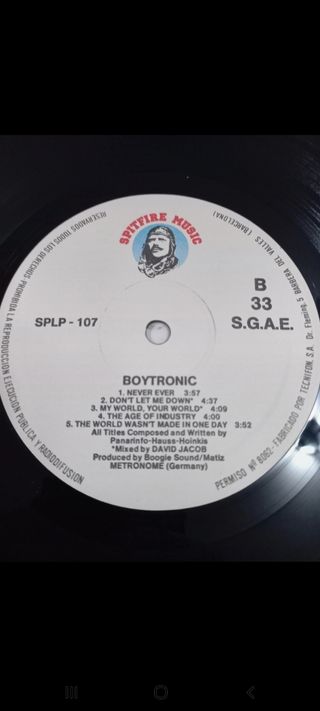 SPITFIRE MUSIC
RESERVADOS TODOS LOS DERECHOS PROHIBIDA LA REPRODUCCION EJECUCION PUBLICA Y RADIODIFUSION
(BARCELONA)
BARBERA DEL VALLES
Dr. Fleming, 5
FABRICADO POR TECNIFON, S.A.
PERMISO Nº 8062 -
B
33
S.G.A.E.
SPLP - 107
BOYTRONIC
1. NEVER EVER 3:57
2. DON'T LET ME DOWN* 4:37
3. MY WORLD, YOUR WORLD* 4:09
4. THE AGE OF INDUSTRY 4:00
5. THE WORLD WASN'T MADE IN ONE DAY 3:52
All Titles Composed and Written by
Panarinfo-Hauss-Hoinkis
*Mixed by DAVID JACOB
Produced by Boogie Sound/Matiz
METRONOME (Germany)